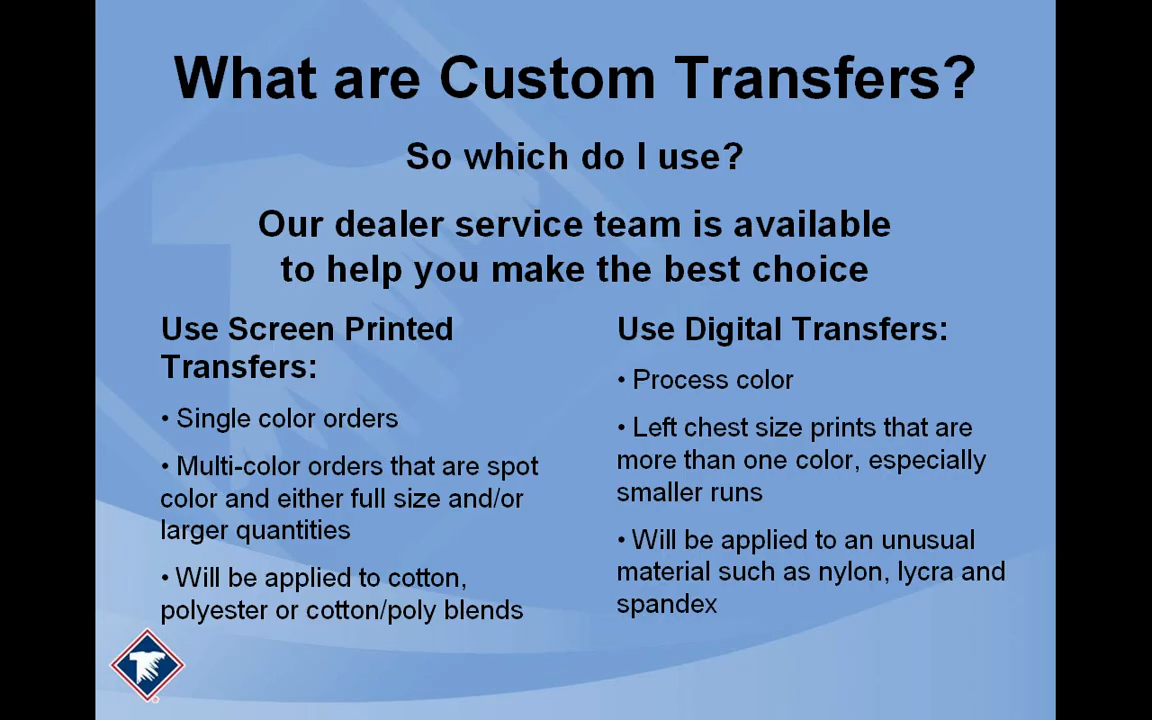 What are Custom Transfers?
So which do I use?
Our dealer service team is available
to help you make the best choice
Use Screen Printed
Transfers:
• Single color orders
• Multi-color orders that are spot
color and either full size and/or
larger quantities
• Will be applied to cotton,
polyester or cotton/poly blends
Use Digital Transfers:
• Process color
• Left chest size prints that are
more than one color, especially
smaller runs
• Will be applied to an unusual
material such as nylon, lycra and
spandex